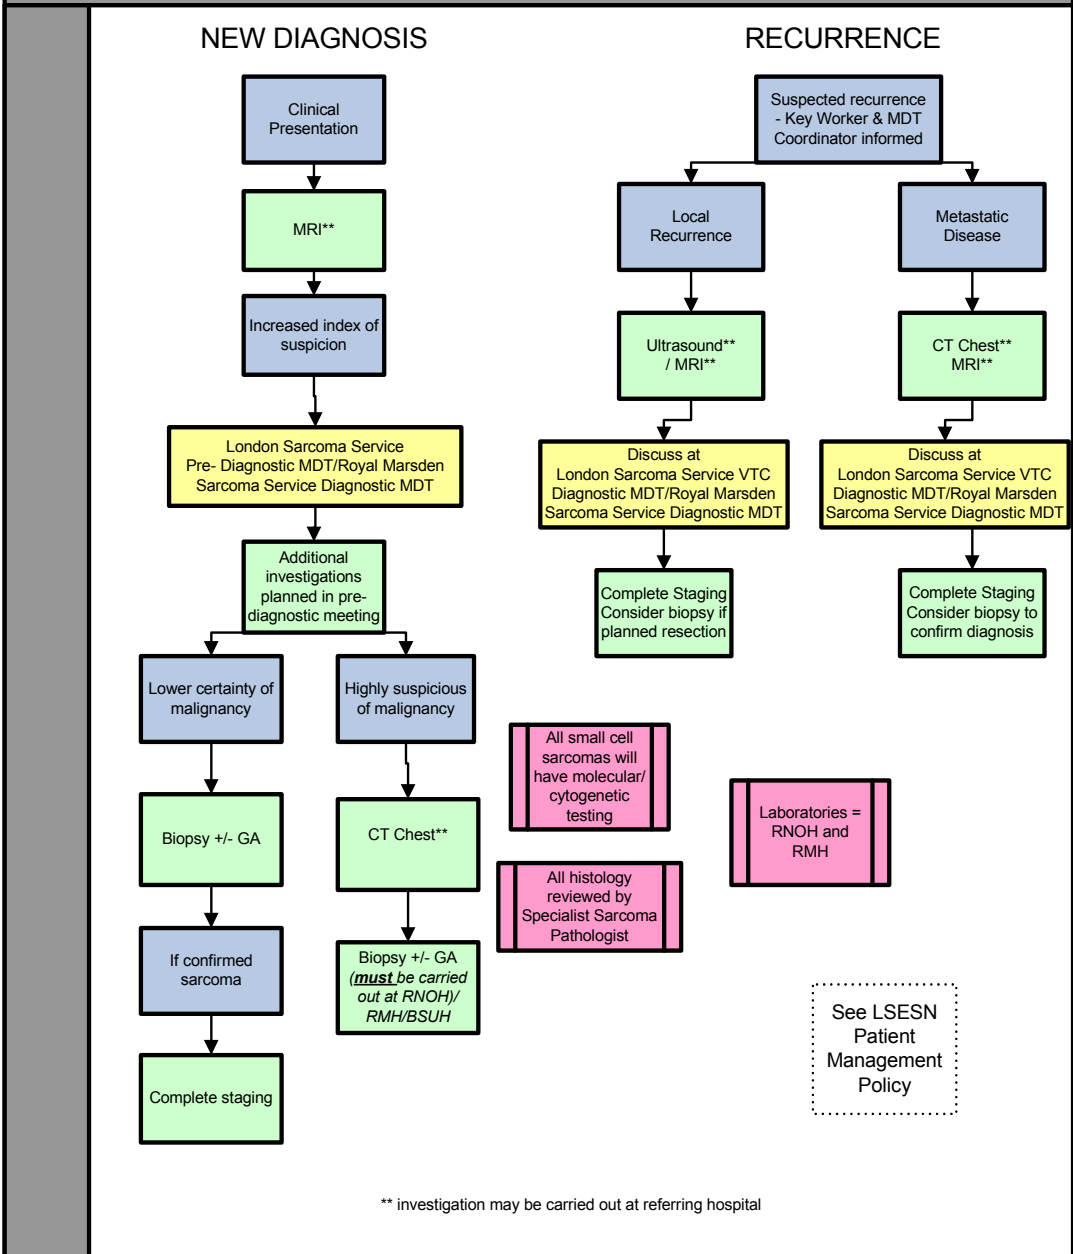 NEW DIAGNOSIS
Clinical
Presentation
MRI**
Increased index of
suspicion
London Sarcoma Service
Pre- Diagnostic MDT/Royal Marsden
Sarcoma Service Diagnostic MDT
Additional
investigations
planned in pre-
diagnostic meeting
Lower certainty of
malignancy
Biopsy +/- GA
If confirmed
sarcoma
Complete staging
Highly suspicious
of malignancy
CT Chest**
Biopsy +/- GA
(must be carried
out at RNOH)/
RMH/BSUH
RECURRENCE
Suspected recurrence
- Key Worker & MDT
Coordinator informed
Local
Recurrence
Ultrasound**
/ MRI**
Discuss at
London Sarcoma Service VTC
Diagnostic MDT/Royal Marsden
Sarcoma Service Diagnostic MDT
Complete Staging
Consider biopsy if
planned resection
Metastatic
Disease
CT Chest**
MRI**
Discuss at
London Sarcoma Service VTC
Diagnostic MDT/Royal Marsden
Sarcoma Service Diagnostic MDT
Complete Staging
Consider biopsy to
confirm diagnosis
All small cell
sarcomas will
have molecular/
cytogenetic
testing
All histology
reviewed by
Specialist Sarcoma
Pathologist
Laboratories =
RNOH and
RMH
See LSESN
Patient
Management
Policy
** investigation may be carried out at referring hospital